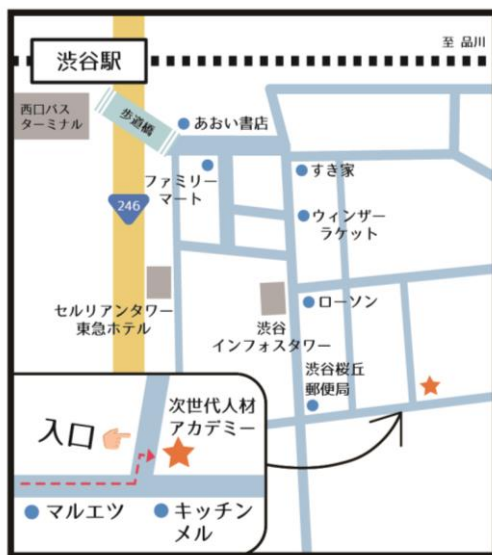 至 品川
渋谷駅
西口バス
ターミナル
歩道橋
あおい書店
ファミリー
マート
すき家
246
ウィンザー
ラケット
セルリアンタワー
東急ホテル
渋谷
インフォスタワー
ローソン
渋谷桜丘
郵便局
次世代人材
アカデミー
入口
マルエツ
キッチン
メル